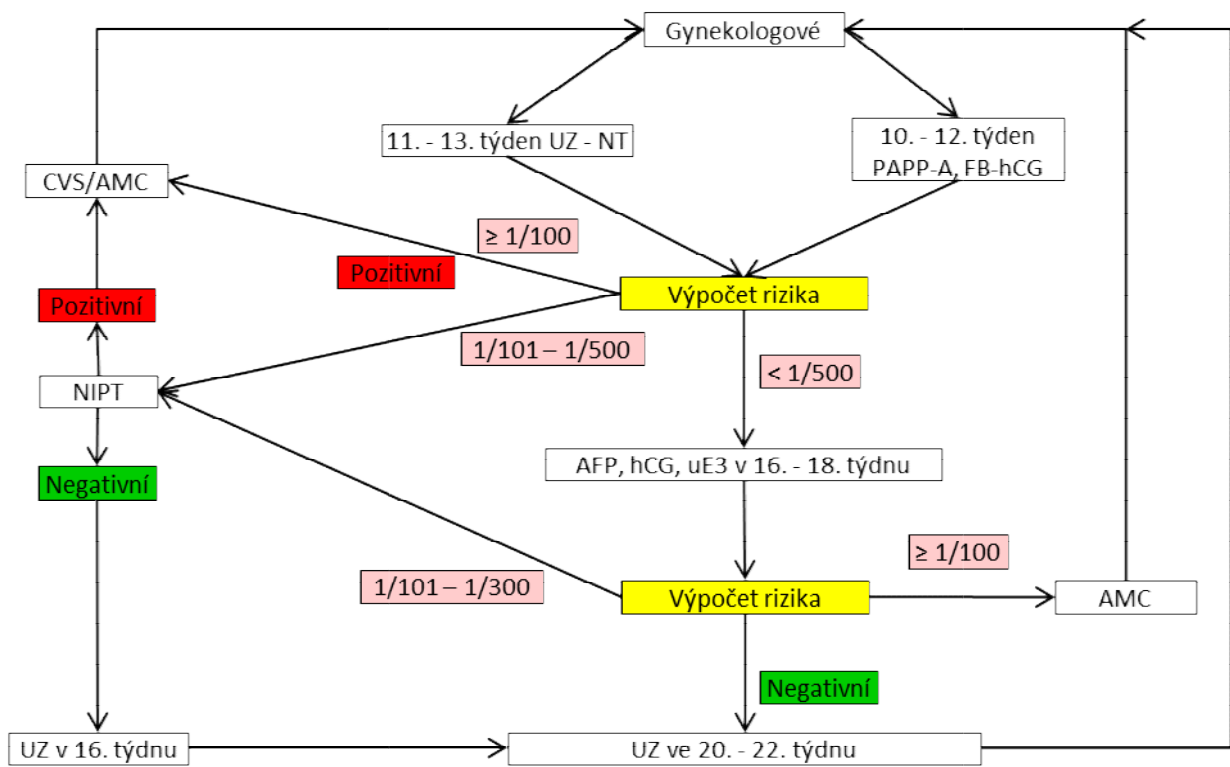 Gynekologové
11. - 13. týden UZ - NT
10. - 12. týden
PAPP-A, FB-hCG
CVS/AMC
≥ 1/100
Pozitivní
Pozitivní
Výpočet rizika
1/101 – 1/500
< 1/500
NIPT
AFP, hCG, uE3 v 16. - 18. týdnu
Negativní
≥ 1/100
1/101 – 1/300
Výpočet rizika
AMC
Negativní
UZ v 16. týdnu
UZ ve 20. - 22. týdnu